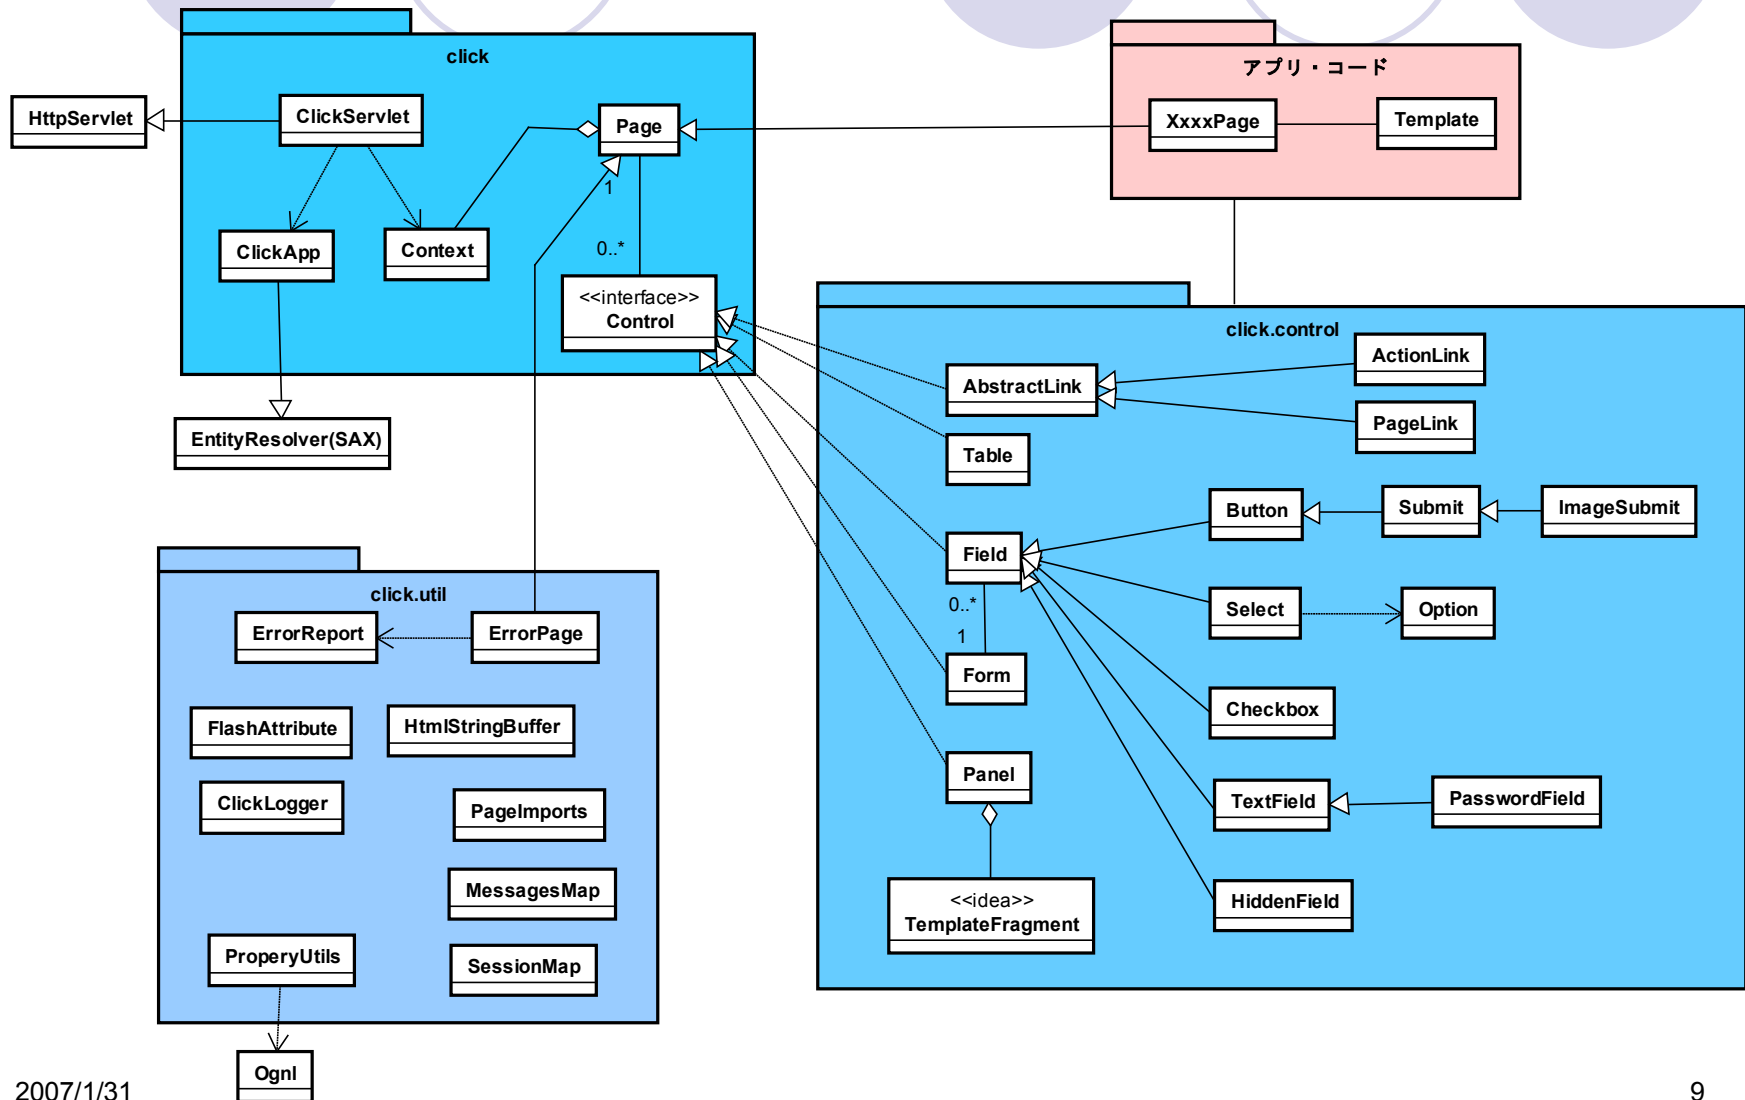 click
HttpServlet
ClickServlet
Page
1
ClickApp
Context
0..*
<<interface>>
Control
EntityResolver(SAX)
アプリ・コード
XxxxPage
Template
click.control
AbstractLink
ActionLink
PageLink
Table
Button
Submit
ImageSubmit
Field
0..*
1
Select
Option
Form
Checkbox
Panel
TextField
PasswordField
<<idea>>
TemplateFragment
HiddenField
click.util
ErrorReport
ErrorPage
FlashAttribute
HtmlStringBuffer
ClickLogger
PageImports
MessagesMap
ProperyUtils
SessionMap
Ognl
2007/1/31
9